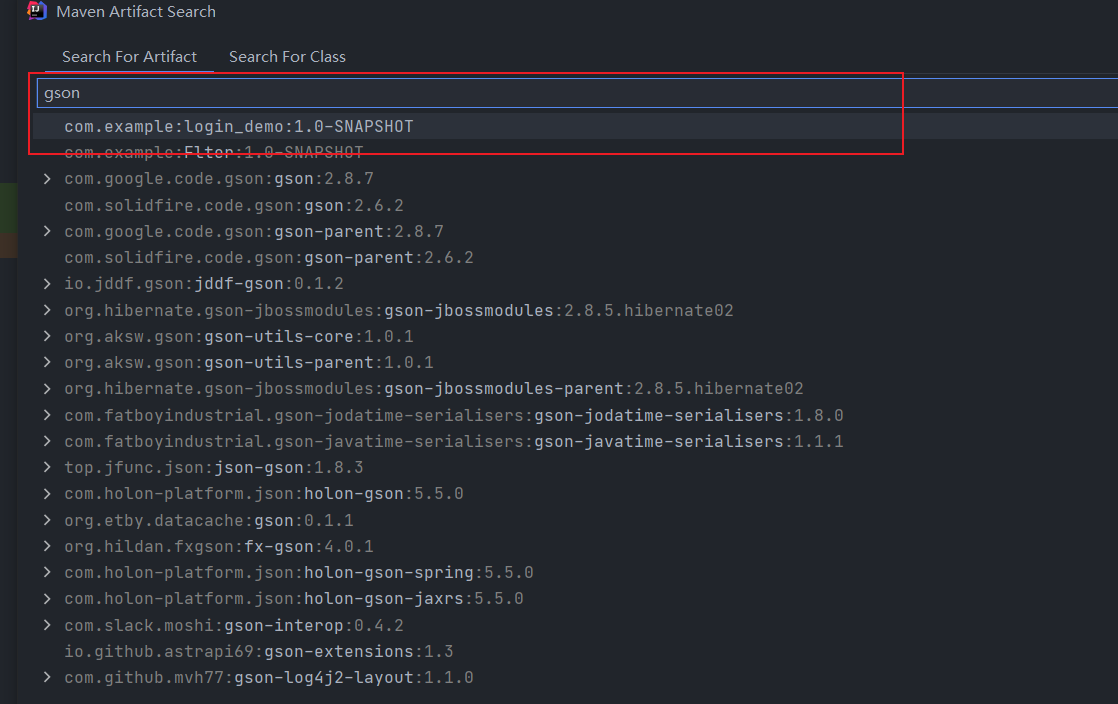 Maven Artifact Search
Search For Artifact Search For Class
gson
com.example:login_demo:1.0-SNAPSHOT
com.example:Flter:1.0-SNAPSHOT
com.google.code.gson:gson:2.8.7
com.solidfire.code.gson:gson:2.6.2
com.google.code.gson:gson-parent:2.8.7
com.solidfire.code.gson:gson-parent:2.6.2
io.jddf.gson:jddf-gson:0.1.2
org.hibernate.gson-jbossmodules:gson-jbossmodules:2.8.5.hibernate02
org.aksw.gson:gson-utils-core:1.0.1
org.aksw.gson:gson-utils-parent:1.0.1
org.hibernate.gson-jbossmodules:gson-jbossmodules-parent:2.8.5.hibernate02
com.fatboyindustrial.gson-jodatime-serialisers:gson-jodatime-serialisers:1.8.0
com.fatboyindustrial.gson-javatime-serialisers:gson-javatime-serialisers:1.1.1
top.jfunc.json:json-gson:1.8.3
com.holon-platform.json:holon-gson:5.5.0
org.etby.datacache:gson:0.1.1
org.hildan.fxgson:fx-gson:4.0.1
com.holon-platform.json:holon-gson-spring:5.5.0
com.holon-platform.json:holon-gson-jaxrs:5.5.0
com.slack.moshi:gson-interop:0.4.2
io.github.astrapi69:gson-extensions:1.3
com.github.mvh77:gson-log4j2-layout:1.1.0